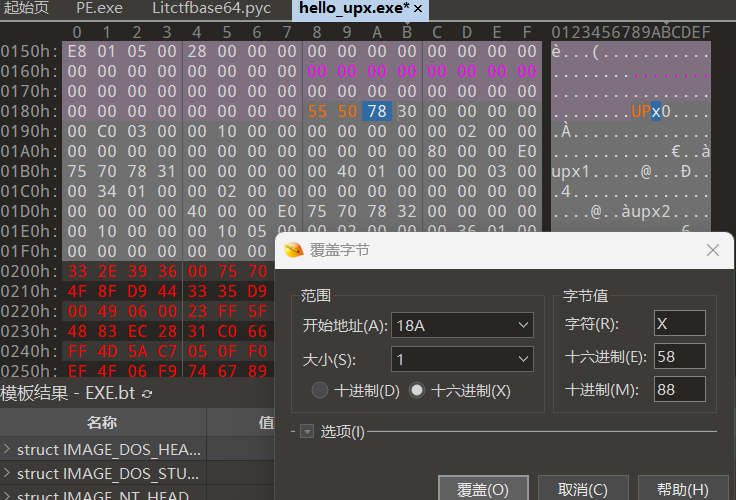 起始页 PE.exe Litctfbase64.pyc hello_upx.exe* ×
0 1 2 3 4 5 6 7 8 9 A B C D E F 0123456789ABCDEF
0150h: E8 01 05 00 28 00 00 00 00 00 00 00 00 00 00 00 è...(...........
0160h: 00 00 00 00 00 00 00 00 00 00 00 00 00 00 00 00 ................
0170h: 00 00 00 00 00 00 00 00 00 00 00 00 00 00 00 00 ................
0180h: 00 00 00 00 00 00 00 00 55 50 78 30 00 00 00 00 ........UPx0....
0190h: 00 C0 03 00 00 10 00 00 00 00 00 00 00 02 00 00 .À..............
01A0h: 00 00 00 00 00 00 00 00 00 00 00 00 80 00 00 E0 ............€..à
01B0h: 75 70 78 31 00 00 00 00 00 40 01 00 00 D0 03 00 upx1.....@...Ð..
01C0h: 00 34 01 00 00 02 00 00 00 00 00 00 00 00 00 00 .4..............
01D0h: 00 00 00 00 40 00 00 E0 75 70 78 32 00 00 00 00 ....@..àupx2....
01E0h: 00 10 00 00 00 10 05 00 00 02 00 00 00 36 01 00 .............6..
01F0h: 00 00 00 00 00 00 00 00
0200h: 33 2E 39 36 00 75 70
0210h: 4F 8F D9 44 33 35 D9
0220h: 00 49 06 00 23 FF 5F
0230h: 48 83 EC 28 31 C0 66
0240h: FF 4D 5A C7 05 0F F0
0250h: EF 4F 06 F9 74 67 89
覆盖字节
范围
开始地址(A): 18A
大小(S): 1
十进制(D) 十六进制(X)
字节值
字符(R): X
十六进制(E): 58
十进制(M): 88
选项(I)
覆盖(O) 取消(C) 帮助(H)
模板结果 - EXE.bt
名称 值
struct IMAGE_DOS_HEA...
struct IMAGE_DOS_STU...
struct IMAGE_NT_HEAD